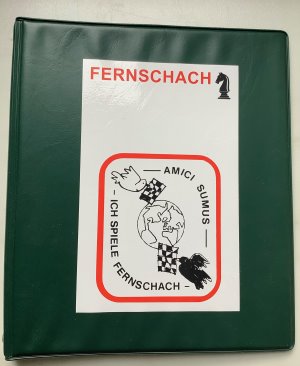 FERNSCHACH
— AMICI SUMUS —
- ICH SPIELE FERNSCHACH -